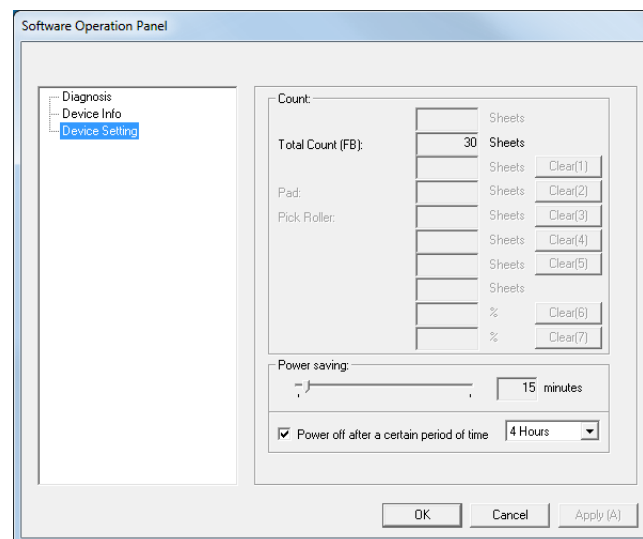 Software Operation Panel
Diagnosis
Device Info
Device Setting
Count:
Sheets
Total Count (FB): 30 Sheets
Sheets Clear(1)
Pad: Sheets Clear(2)
Pick Roller: Sheets Clear(3)
Sheets Clear(4)
Sheets Clear(5)
Sheets
% Clear(6)
% Clear(7)
Power saving:
15 minutes
Power off after a certain period of time 4 Hours
OK Cancel Apply (A)